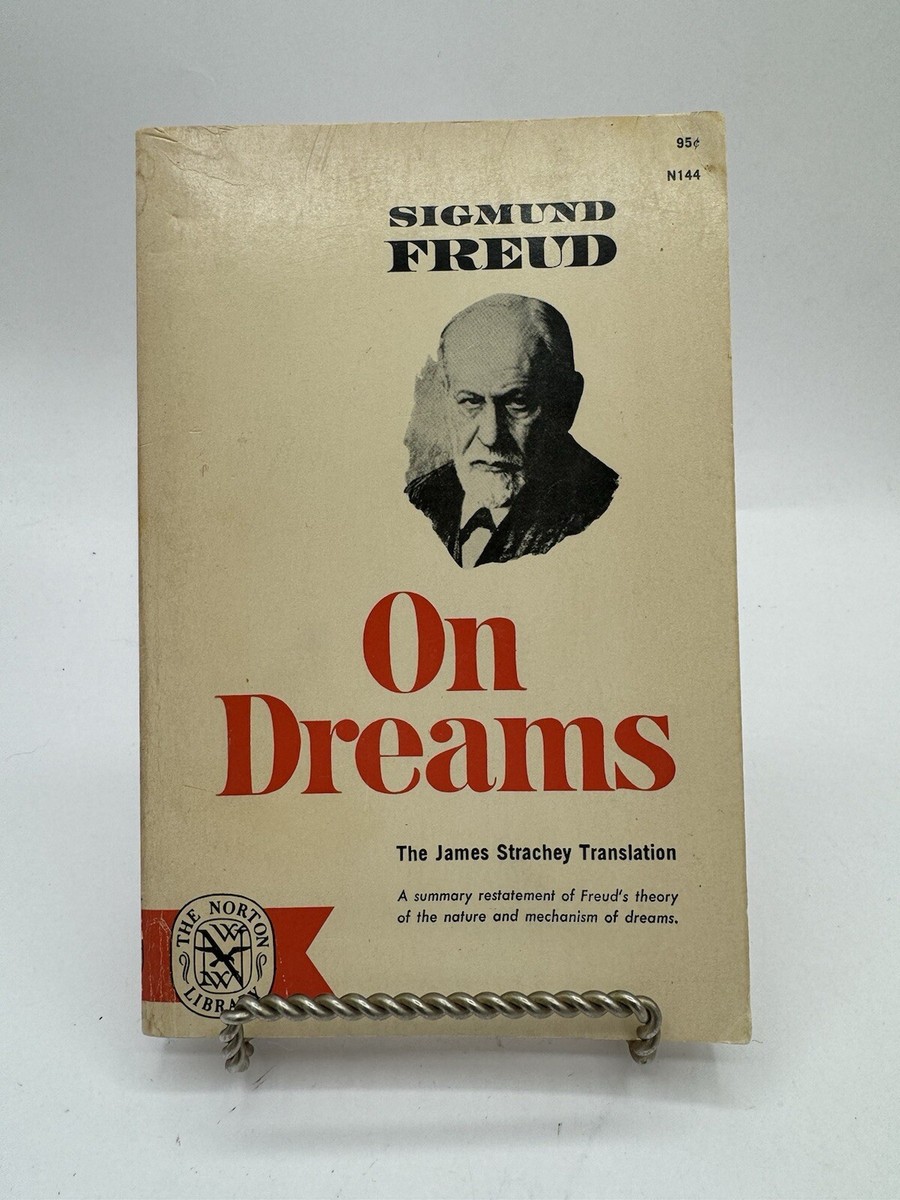 95¢
N144
SIGMUND
FREUD
On
Dreams
The James Strachey Translation
A summary restatement of Freud's theory
of the nature and mechanism of dreams.
THE NORTON
LIBRARY